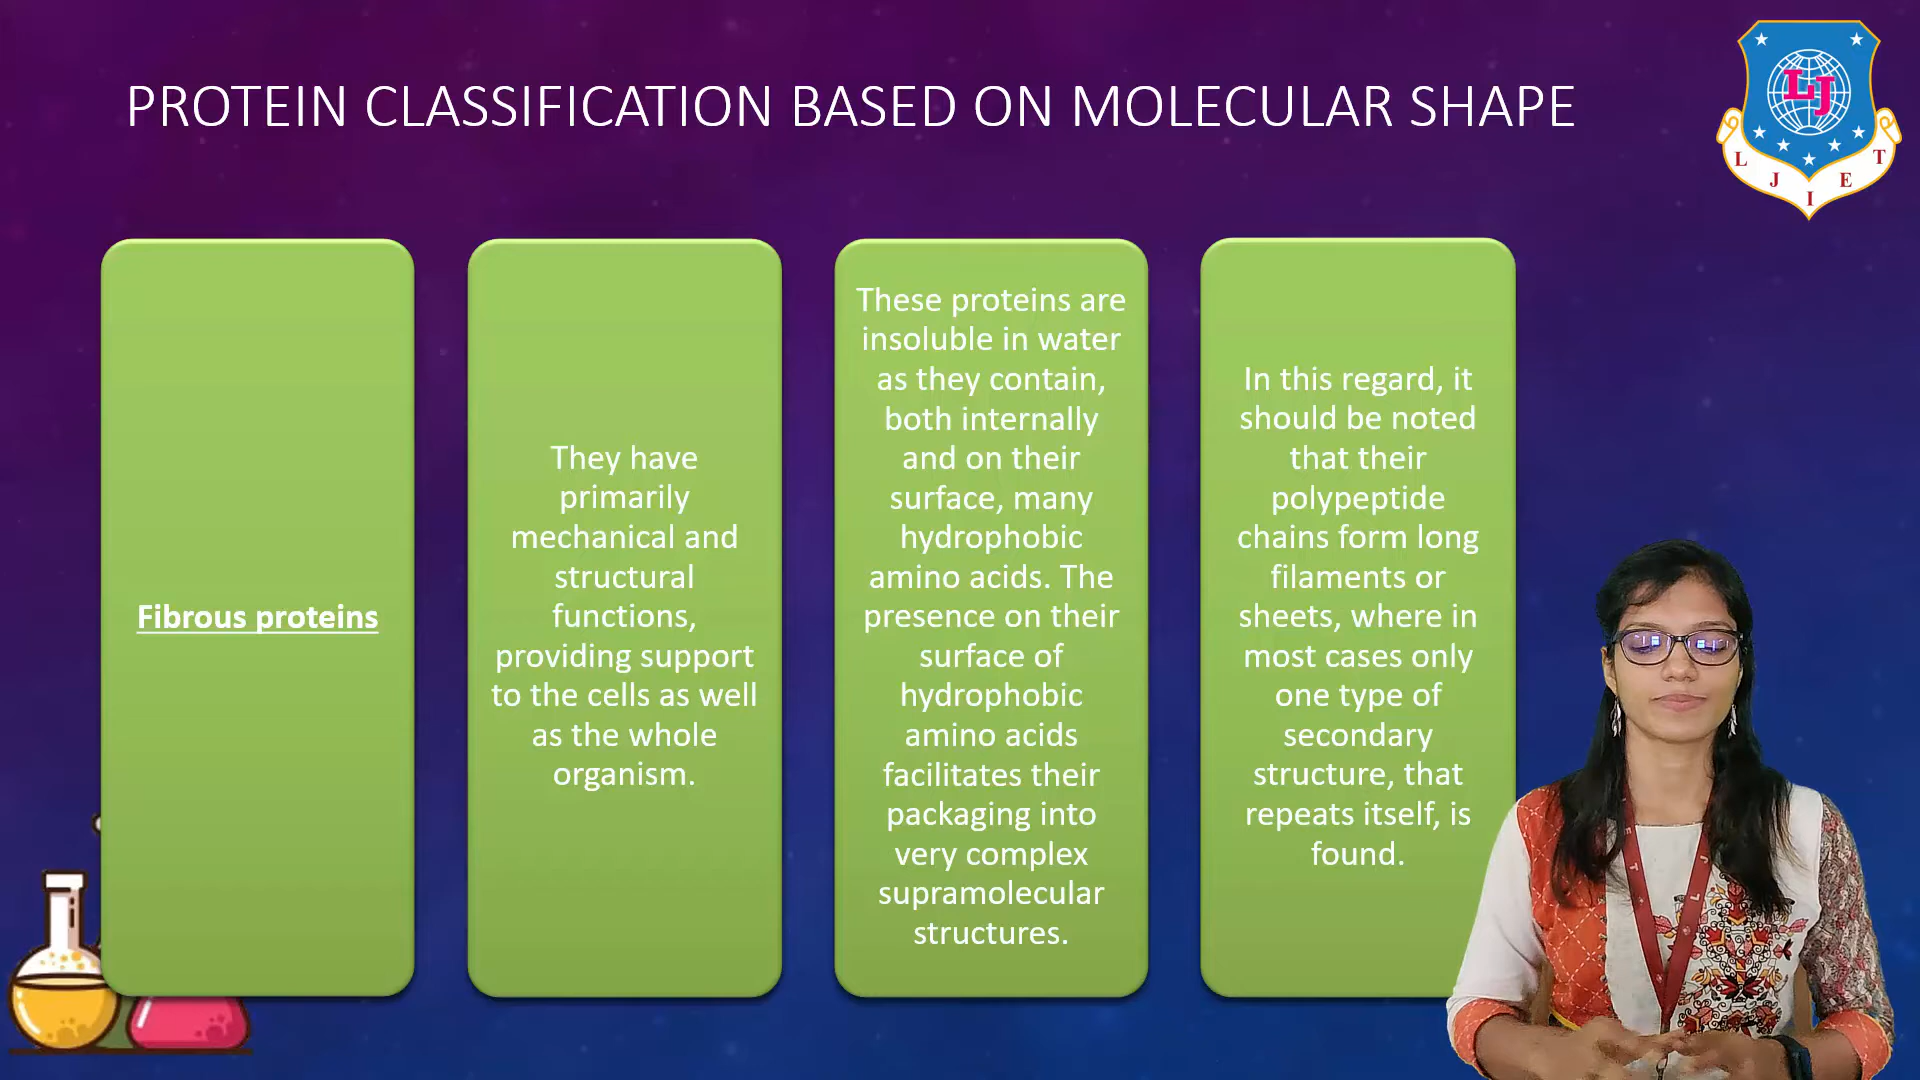 PROTEIN CLASSIFICATION BASED ON MOLECULAR SHAPE
LJ
L J I E T
Fibrous proteins
They have
primarily
mechanical and
structural
functions,
providing support
to the cells as well
as the whole
organism.
These proteins are
insoluble in water
as they contain,
both internally
and on their
surface, many
hydrophobic
amino acids. The
presence on their
surface of
hydrophobic
amino acids
facilitates their
packaging into
very complex
supramolecular
structures.
In this regard, it
should be noted
that their
polypeptide
chains form long
filaments or
sheets, where in
most cases only
one type of
secondary
structure, that
repeats itself, is
found.